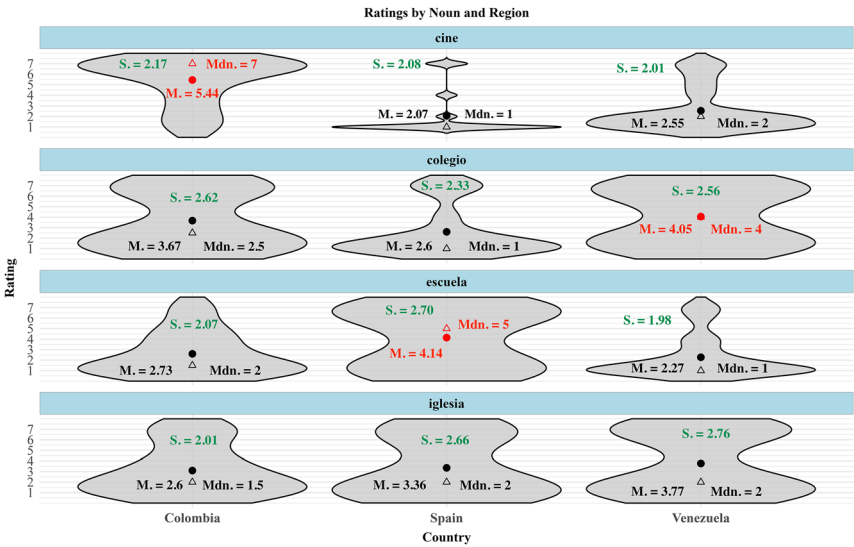 Ratings by Noun and Region
cine
7
6
5
4
3
2
1
S. = 2.17
Mdn. = 7
M. = 5.44
S. = 2.08
M. = 2.07
Mdn. = 1
S. = 2.01
M. = 2.55
Mdn. = 2
colegio
7
6
5
4
3
2
1
S. = 2.62
M. = 3.67
Mdn. = 2.5
S. = 2.33
M. = 2.6
Mdn. = 1
S. = 2.56
M. = 4.05
Mdn. = 4
Rating
escuela
7
6
5
4
3
2
1
S. = 2.07
M. = 2.73
Mdn. = 2
S. = 2.70
Mdn. = 5
M. = 4.14
S. = 1.98
M. = 2.27
Mdn. = 1
iglesia
7
6
5
4
3
2
1
S. = 2.01
M. = 2.6
Mdn. = 1.5
S. = 2.66
M. = 3.36
Mdn. = 2
S. = 2.76
M. = 3.77
Mdn. = 2
Colombia
Spain
Venezuela
Country